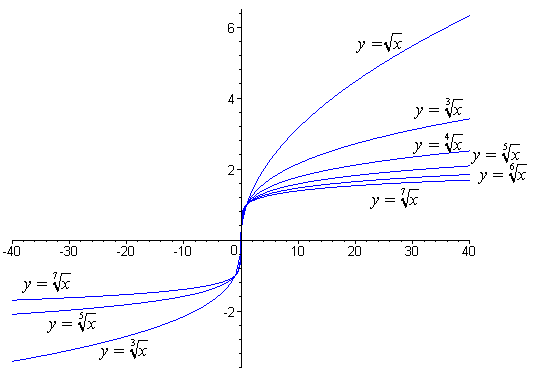 6
y = √x
4
y = ∛x
y = ∜x
y = ⁵√x
2
y = ⁶√x
y = ⁷√x
-40 -30 -20 -10 0 10 20 30 40
y = ⁷√x
-2
y = ⁵√x
y = ∛x